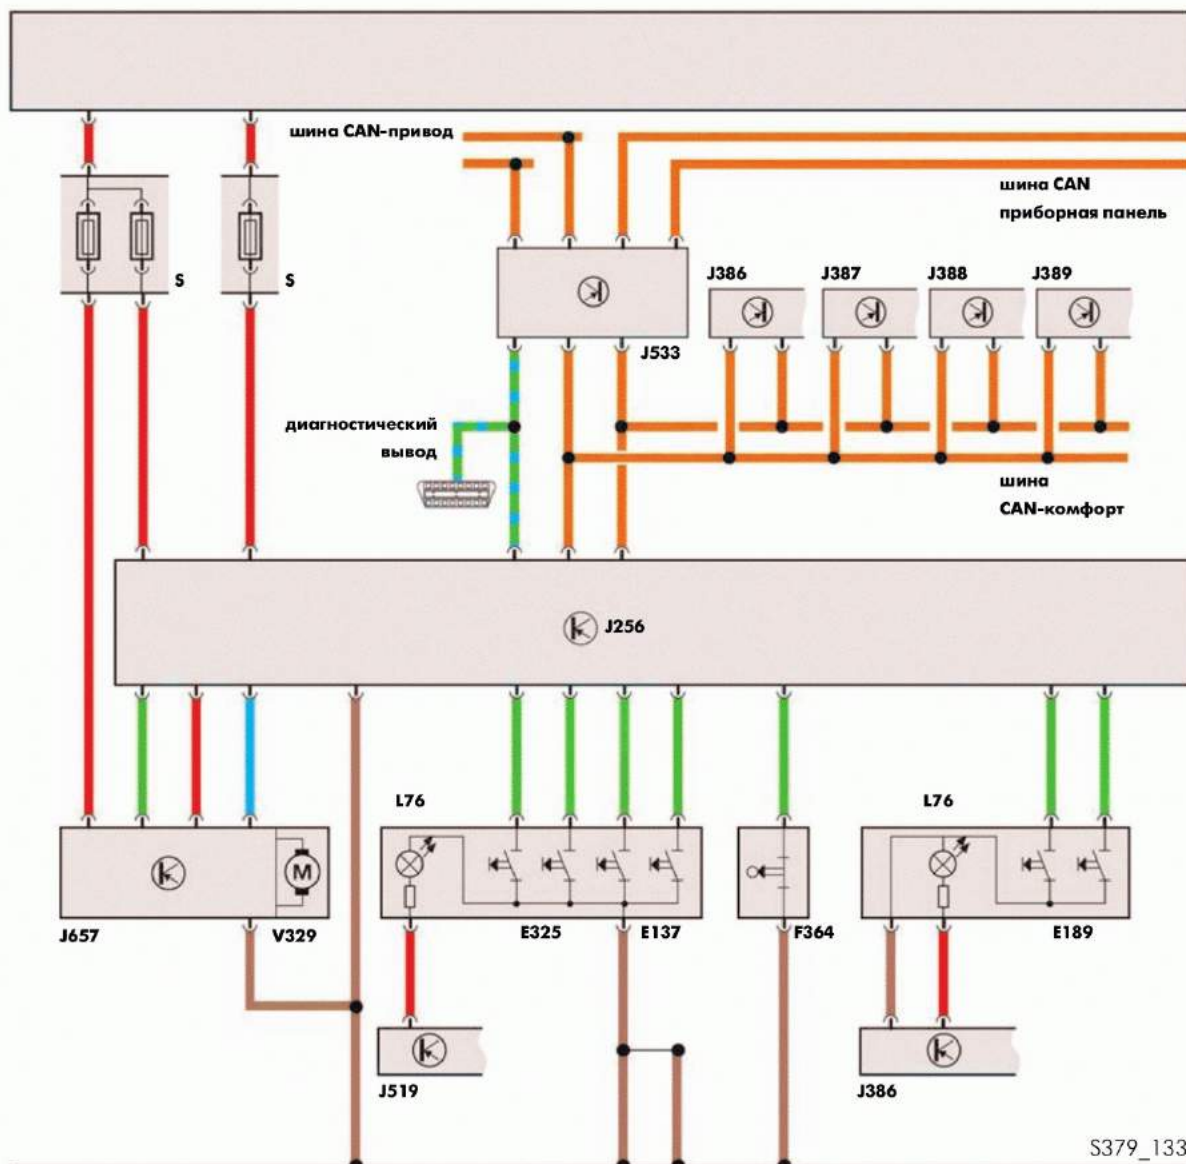 шина CAN-привод
шина CAN
приборная панель
S
S
J386
J387
J388
J389
J533
диагностический
вывод
шина
CAN-комфорт
J256
L76
L76
M
J657
V329
E325
E137
F364
E189
J519
J386
S379_133